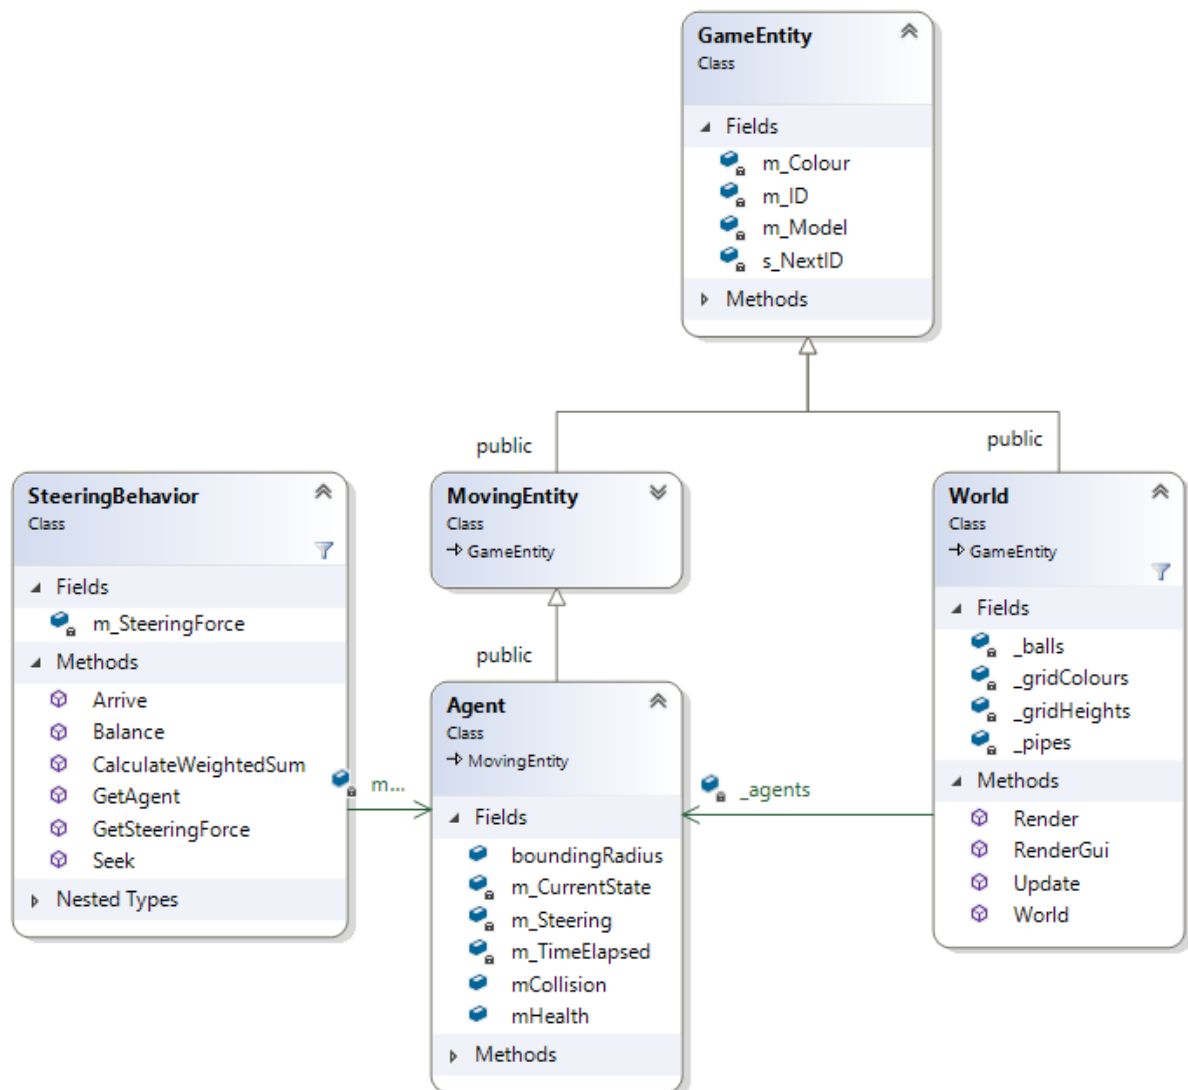 GameEntity
Class
Fields
m_Colour
m_ID
m_Model
s_NextID
Methods
public
public
SteeringBehavior
Class
Fields
m_SteeringForce
Methods
Arrive
Balance
CalculateWeightedSum
GetAgent
GetSteeringForce
Seek
Nested Types
m...
MovingEntity
Class
GameEntity
public
Agent
Class
MovingEntity
Fields
boundingRadius
m_CurrentState
m_Steering
m_TimeElapsed
mCollision
mHealth
Methods
_agents
World
Class
GameEntity
Fields
_balls
_gridColours
_gridHeights
_pipes
Methods
Render
RenderGui
Update
World